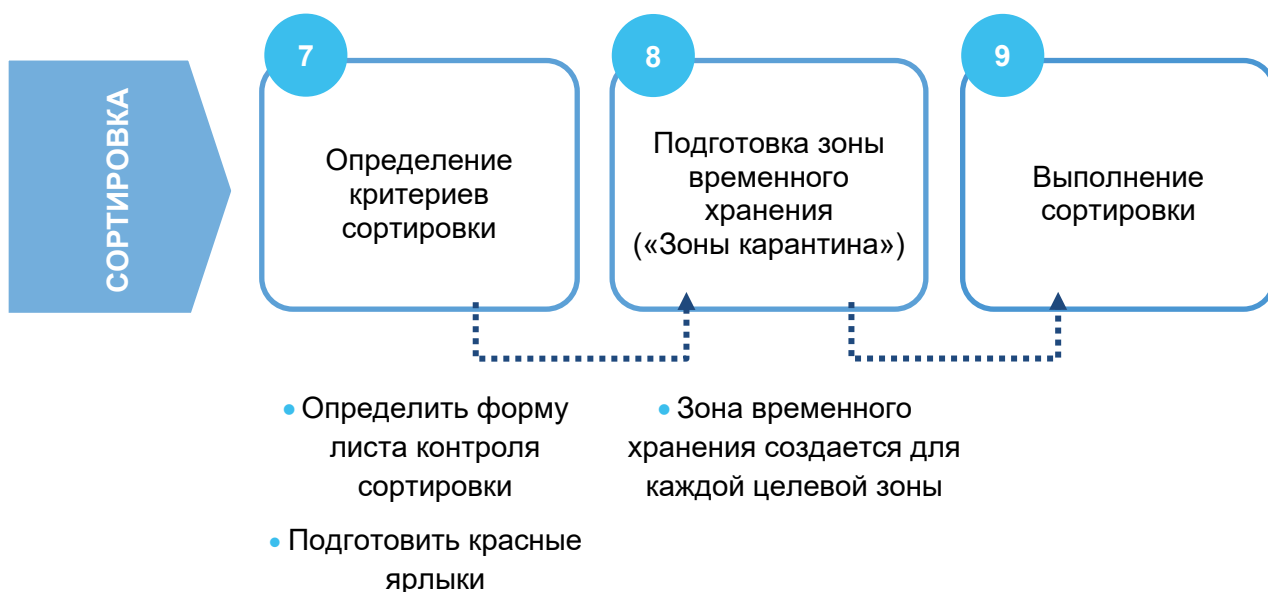 СОРТИРОВКА
7
Определение
критериев
сортировки
8
Подготовка зоны
временного
хранения
(«Зоны карантина»)
9
Выполнение
сортировки
• Определить форму
листа контроля
сортировки
• Подготовить красные
ярлыки
• Зона временного
хранения создается для
каждой целевой зоны